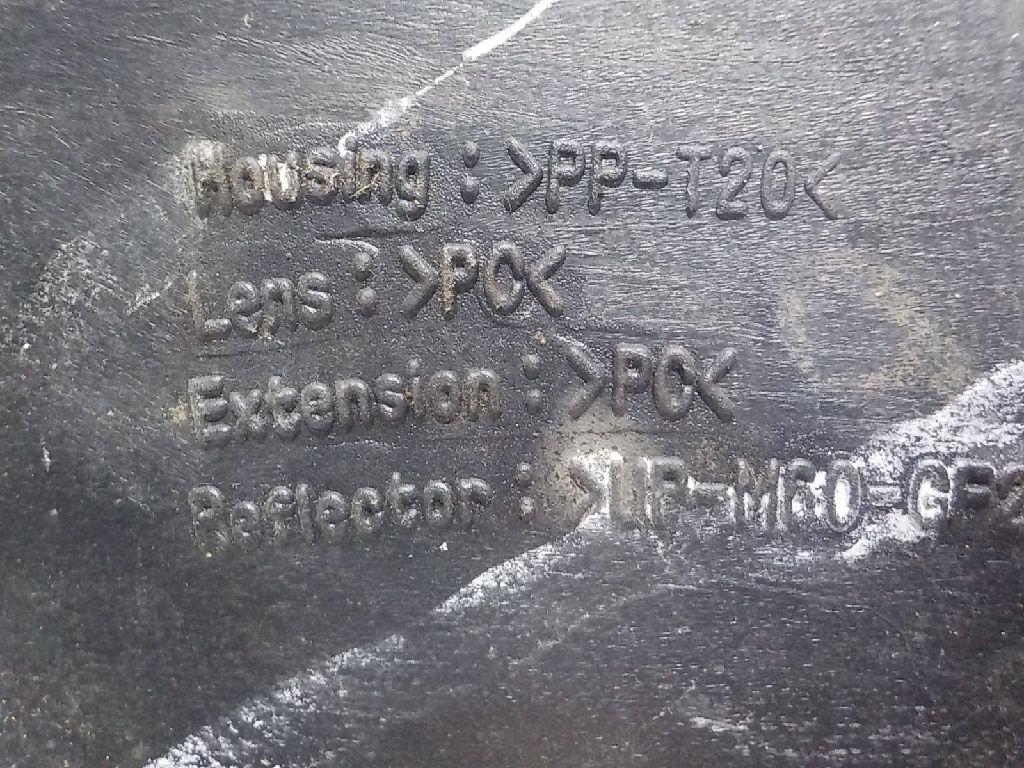 Housing : >PP-T20<
Lens : >PC<
Extension : >PC<
Reflector :